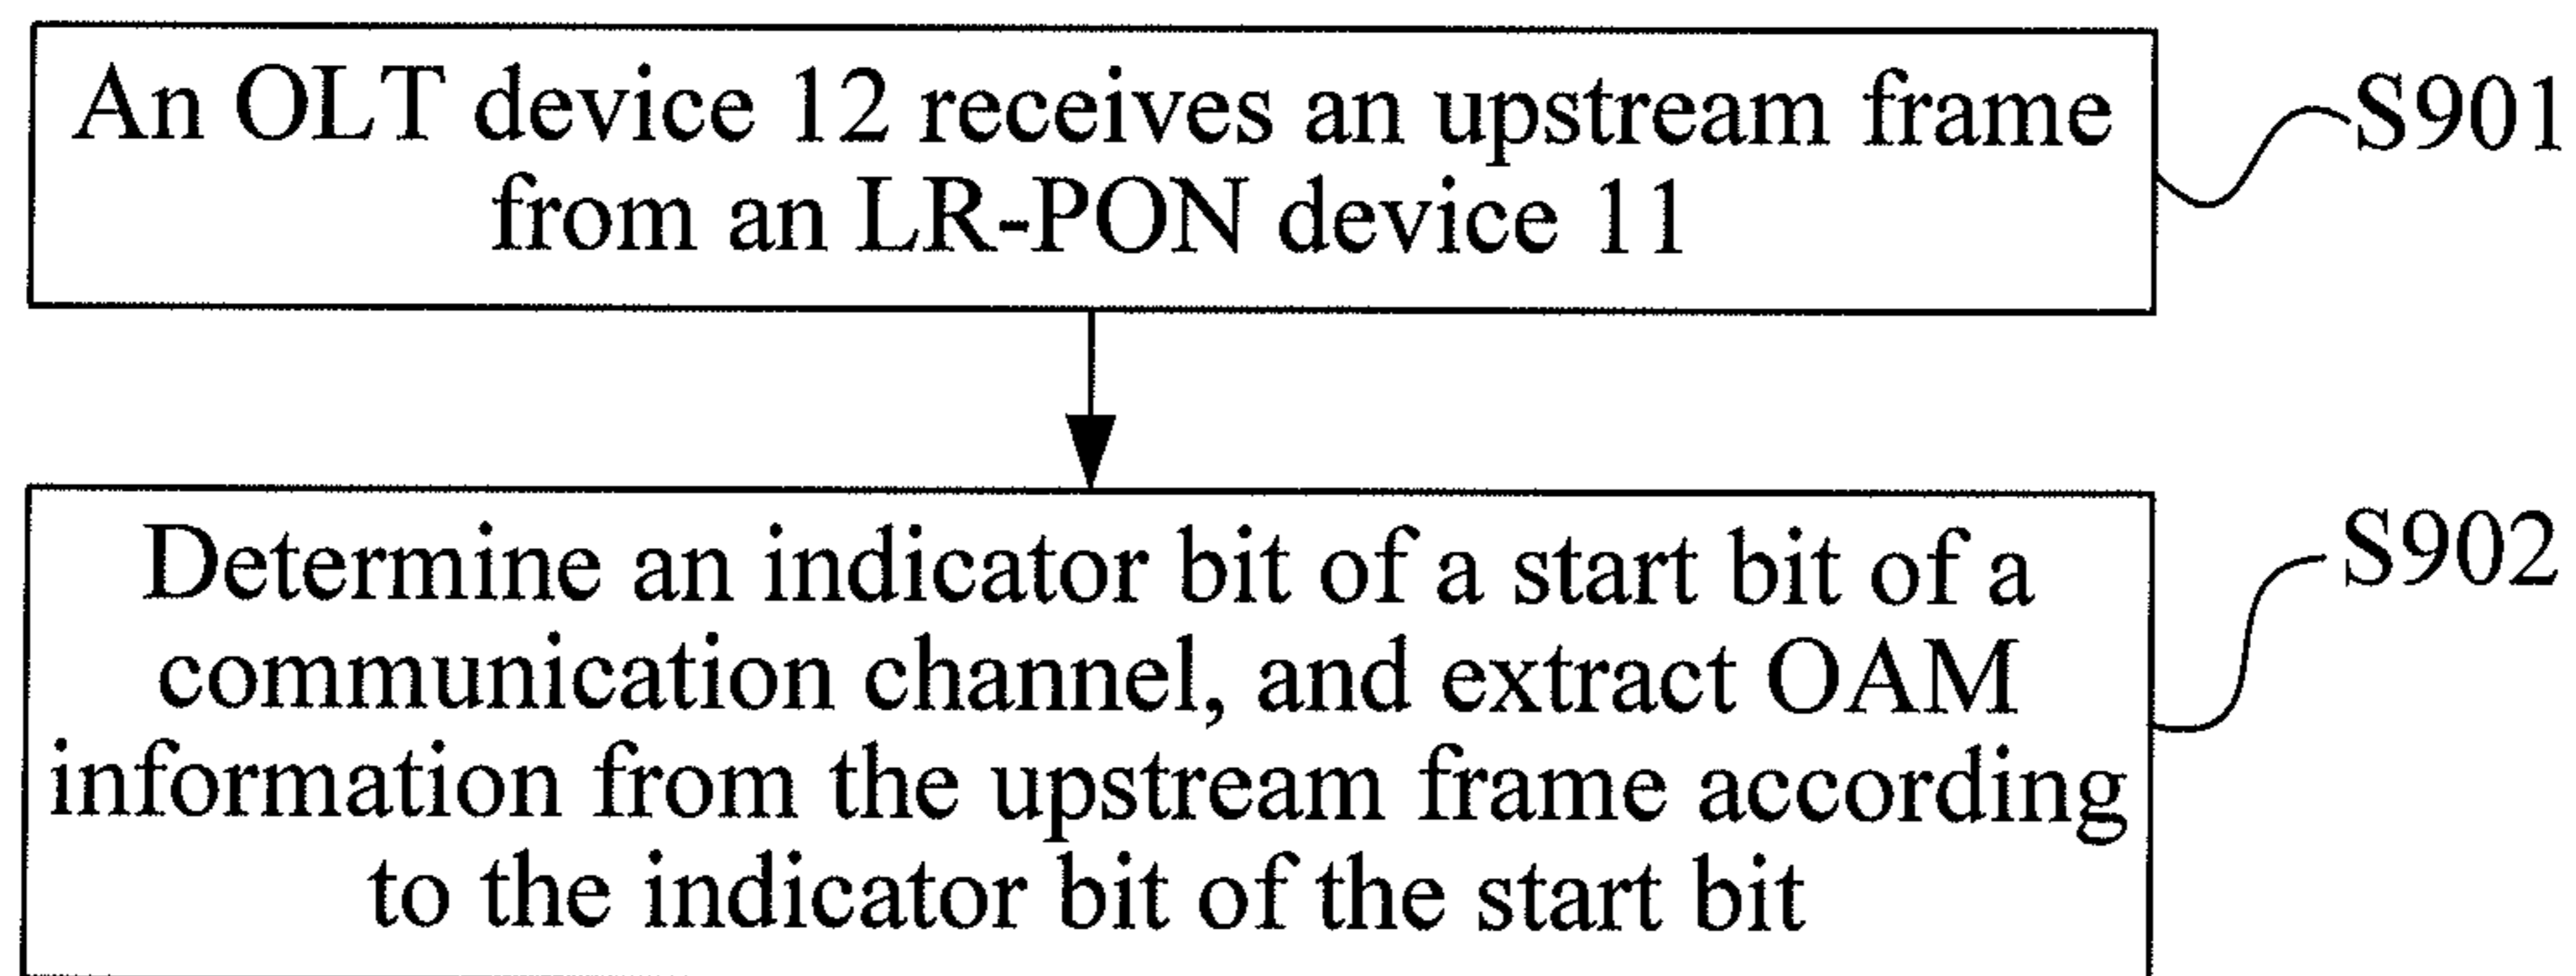 An OLT device 12 receives an upstream frame
from an LR-PON device 11
S901
Determine an indicator bit of a start bit of a
communication channel, and extract OAM
information from the upstream frame according
to the indicator bit of the start bit
S902